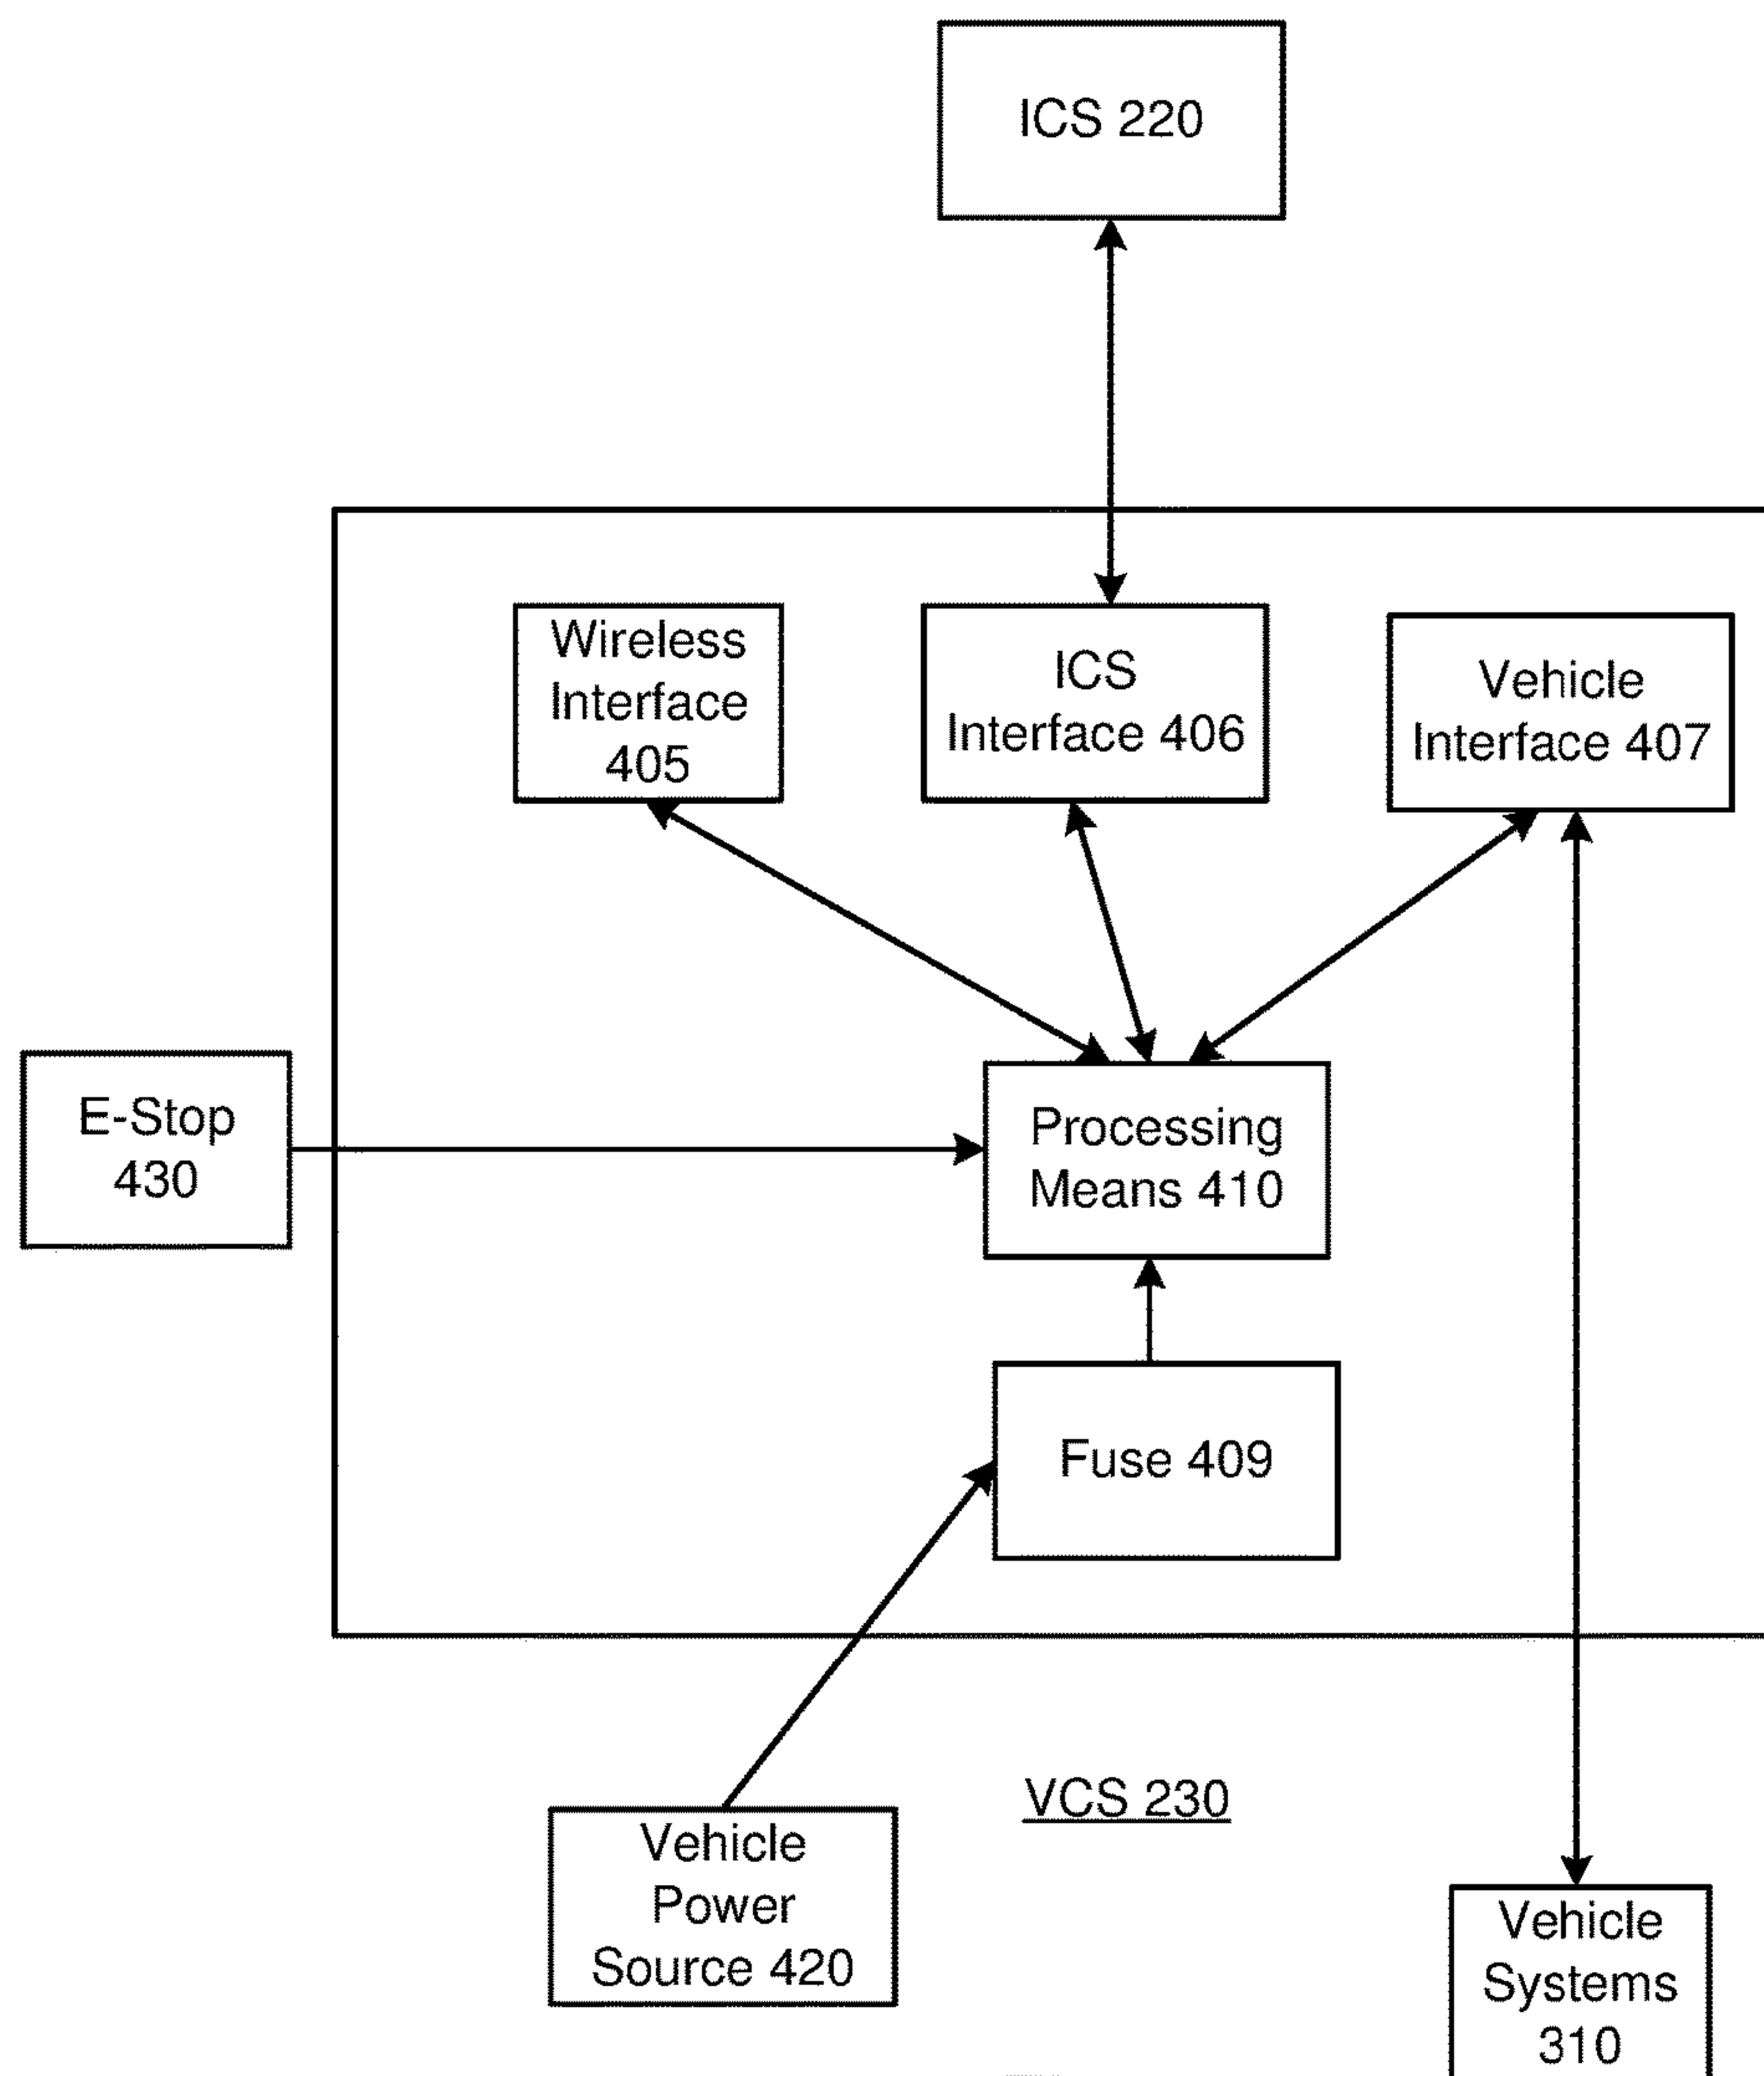 ICS 220
Wireless
Interface
405
ICS
Interface 406
Vehicle
Interface 407
E-Stop
430
Processing
Means 410
Fuse 409
VCS 230
Vehicle
Power
Source 420
Vehicle
Systems
310